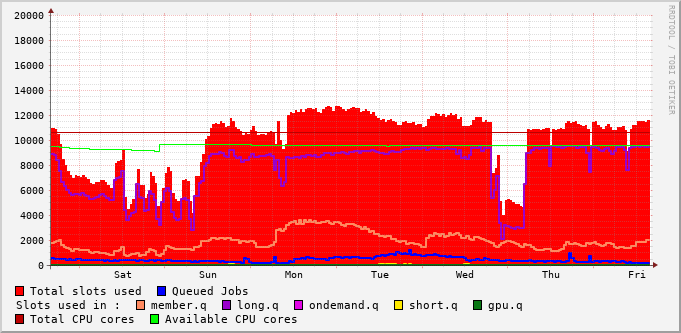 20000
18000
16000
14000
12000
10000
8000
6000
4000
2000
0
Sat Sun Mon Tue Wed Thu Fri
RRDTOOL / TOBI OETIKER
Total slots used Queued Jobs
Slots used in : member.q long.q ondemand.q short.q gpu.q
Total CPU cores Available CPU cores